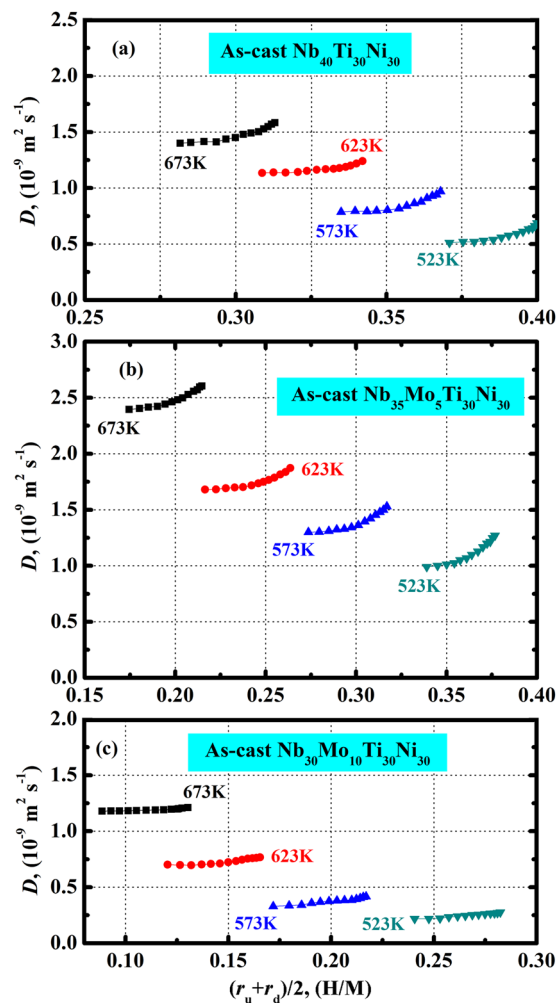 (a)
As-cast Nb40Ti30Ni30
2.5
2.0
1.5
1.0
0.5
0.0
D, (10-9 m2 s-1)
673K
623K
573K
523K
0.25
0.30
0.35
0.40
(b)
As-cast Nb35Mo5Ti30Ni30
3.0
2.5
2.0
1.5
1.0
0.5
0.0
D, (10-9 m2 s-1)
673K
623K
573K
523K
0.15
0.20
0.25
0.30
0.35
0.40
(c)
As-cast Nb30Mo10Ti30Ni30
2.0
1.5
1.0
0.5
0.0
D, (10-9 m2 s-1)
673K
623K
573K
523K
0.10
0.15
0.20
0.25
0.30
(ru+rd)/2, (H/M)